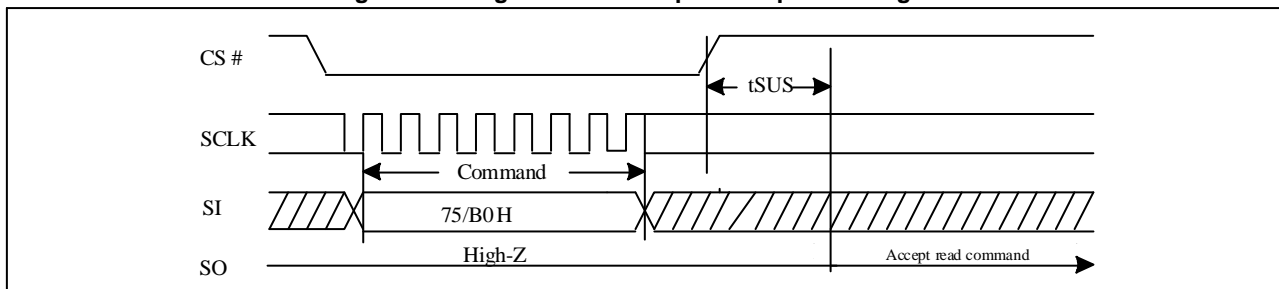 CS #
tSUS
SCLK
Command
SI
75/B0H
High-Z
Accept read command
SO